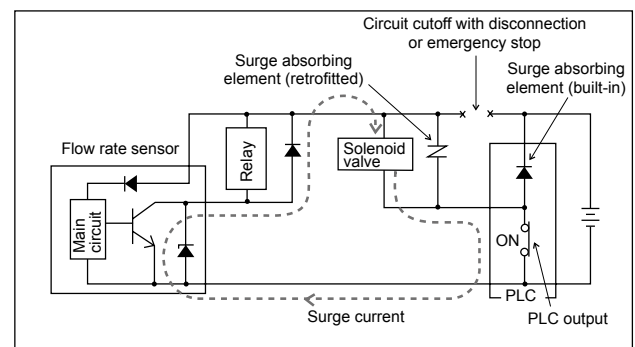 Circuit cutoff with disconnection
or emergency stop
Surge absorbing
element (retrofitted)
Surge absorbing
element (built-in)
Flow rate sensor
Relay
Solenoid
valve
Main
circuit
ON
PLC
Surge current
PLC output